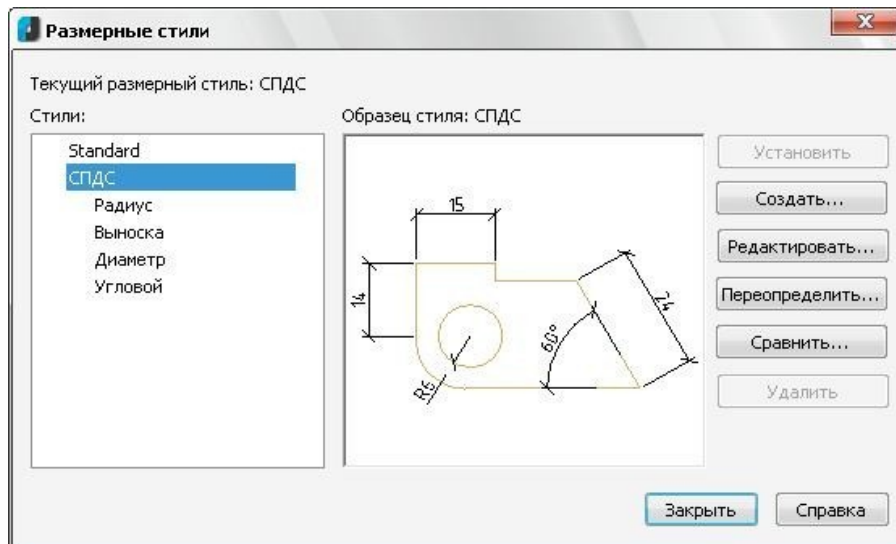 Размерные стили
Текущий размерный стиль: СПДС
Стили:
Standard
СПДС
Радиус
Выноска
Диаметр
Угловой
Образец стиля: СПДС
15
14
24
60°
R6
Установить
Создать...
Редактировать...
Переопределить...
Сравнить...
Удалить
Закрыть
Справка